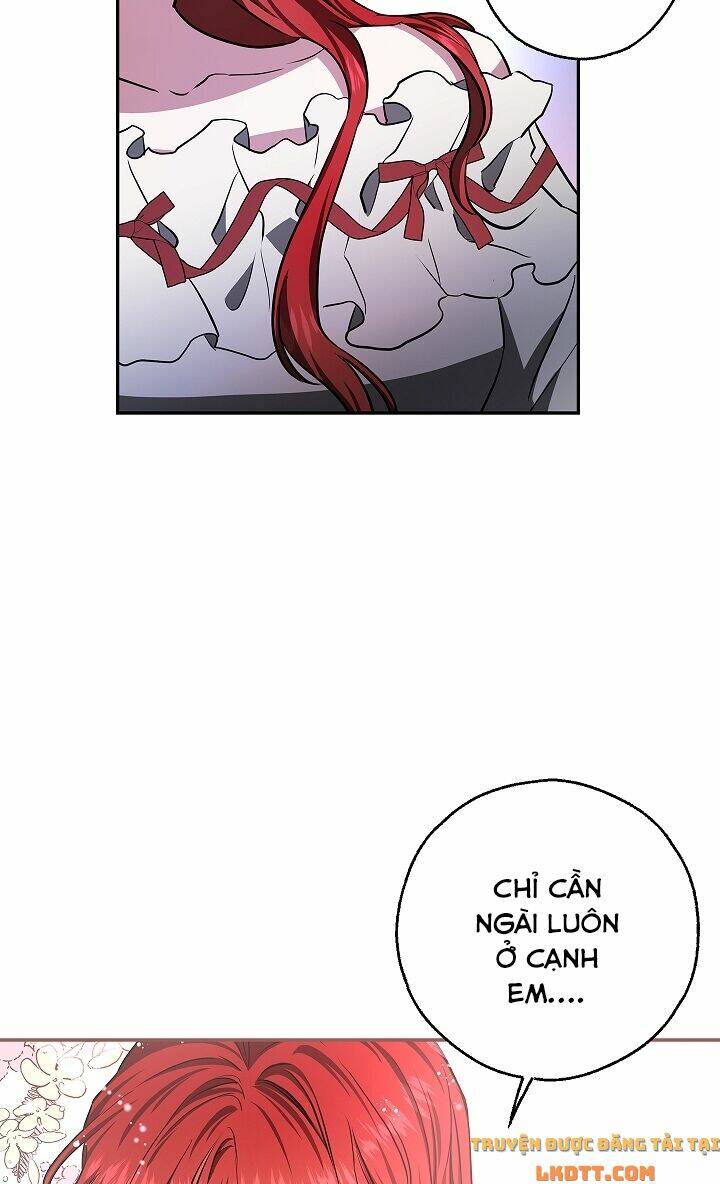 CHỈ CẦN
NGÀI LUÔN
Ở CẠNH
EM....
TRUYỆN ĐƯỢC ĐĂNG TẢI TẠI
LKDTT.COM